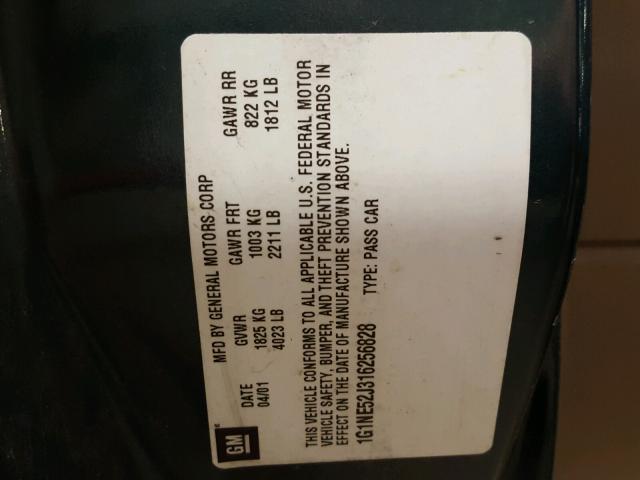 GM
MFD BY GENERAL MOTORS CORP
DATE GVWR GAWR FRT GAWR RR
04/01 1825 KG 1003 KG 822 KG
4023 LB 2211 LB 1812 LB
THIS VEHICLE CONFORMS TO ALL APPLICABLE U.S. FEDERAL MOTOR
VEHICLE SAFETY, BUMPER, AND THEFT PREVENTION STANDARDS IN
EFFECT ON THE DATE OF MANUFACTURE SHOWN ABOVE.
1G1NE52J316256828 TYPE: PASS CAR